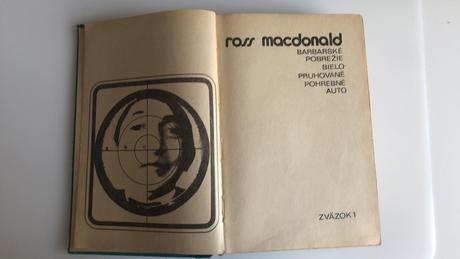 ross macdonald
BARBARSKÉ
POBREŽIE
BIELO-
PRUHOVANÉ
POHREBNÉ
AUTO
ZVÄZOK 1